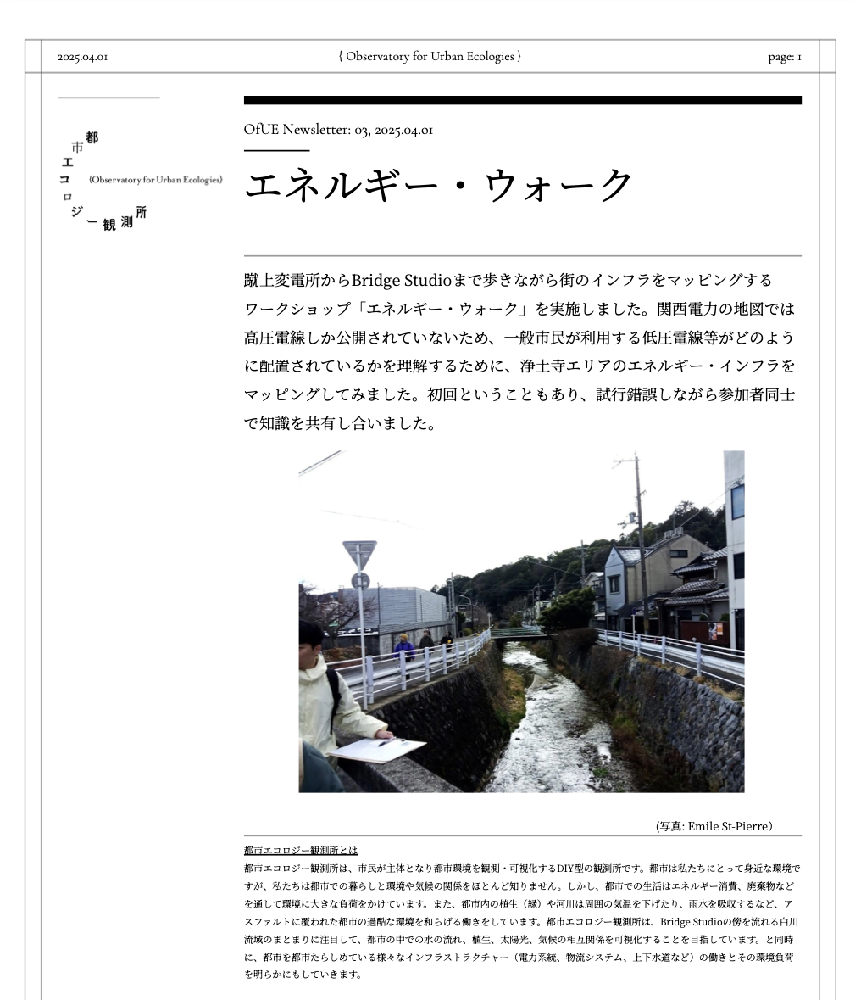 2025.04.01
{ Observatory for Urban Ecologies }
page: 1
都市エコロジー観測所
(Observatory for Urban Ecologies)
OfUE Newsletter: 03, 2025.04.01
エネルギー・ウォーク
蹴上変電所からBridge Studioまで歩きながら街のインフラをマッピングする
ワークショップ「エネルギー・ウォーク」を実施しました。関西電力の地図では
高圧電線しか公開されていないため、一般市民が利用する低圧電線等がどのよう
に配置されているかを理解するために、浄土寺エリアのエネルギー・インフラを
マッピングしてみました。初回ということもあり、試行錯誤しながら参加者同士
で知識を共有し合いました。
(写真: Emile St-Pierre）
都市エコロジー観測所とは
都市エコロジー観測所は、市民が主体となり都市環境を観測・可視化するDIY型の観測所です。都市は私たちにとって身近な環境で
すが、私たちは都市での暮らしと環境や気候の関係をほとんど知りません。しかし、都市での生活はエネルギー消費、廃棄物など
を通して環境に大きな負荷をかけています。また、都市内の植生（緑）や河川は周囲の気温を下げたり、雨水を吸収するなど、ア
スファルトに覆われた都市の過酷な環境を和らげる働きをしています。都市エコロジー観測所は、Bridge Studioの傍を流れる白川
流域のまとまりに注目して、都市の中での水の流れ、植生、太陽光、気候の相互関係を可視化することを目指しています。と同時
に、都市を都市たらしめている様々なインフラストラクチャー（電力系統、物流システム、上下水道など）の働きとその環境負荷
を明らかにもしていきます。